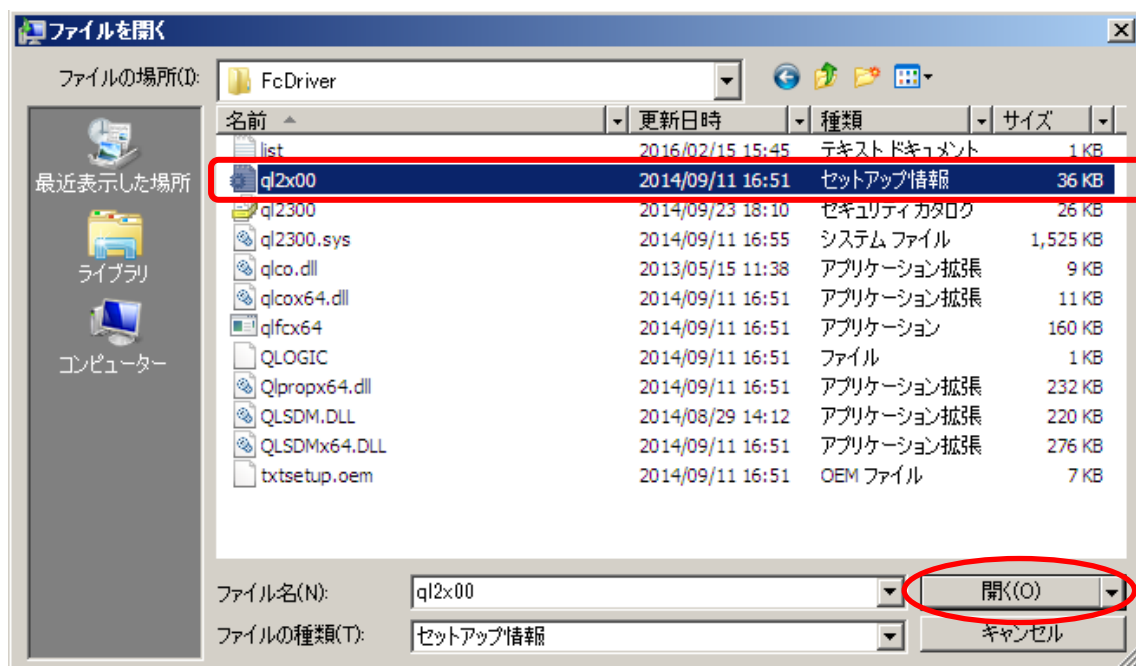 ファイルを開く
ファイルの場所(I): FcDriver
最近表示した場所
ライブラリ
コンピューター
名前 更新日時 種類 サイズ
list 2016/02/15 15:45 テキスト ドキュメント 1 KB
ql2x00 2014/09/11 16:51 セットアップ情報 36 KB
ql2300 2014/09/23 18:10 セキュリティ カタログ 26 KB
ql2300.sys 2014/09/11 16:55 システム ファイル 1,525 KB
qlco.dll 2013/05/15 11:38 アプリケーション拡張 9 KB
qlcox64.dll 2014/09/11 16:51 アプリケーション拡張 11 KB
qlfcx64 2014/09/11 16:51 アプリケーション 160 KB
QLOGIC 2014/09/11 16:51 ファイル 1 KB
Qlpropx64.dll 2014/09/11 16:51 アプリケーション拡張 232 KB
QLSDM.DLL 2014/08/29 14:12 アプリケーション拡張 220 KB
QLSDMx64.DLL 2014/09/11 16:51 アプリケーション拡張 276 KB
txtsetup.oem 2014/09/11 16:51 OEM ファイル 7 KB
ファイル名(N): ql2x00 開く(O)
ファイルの種類(T): セットアップ情報 キャンセル